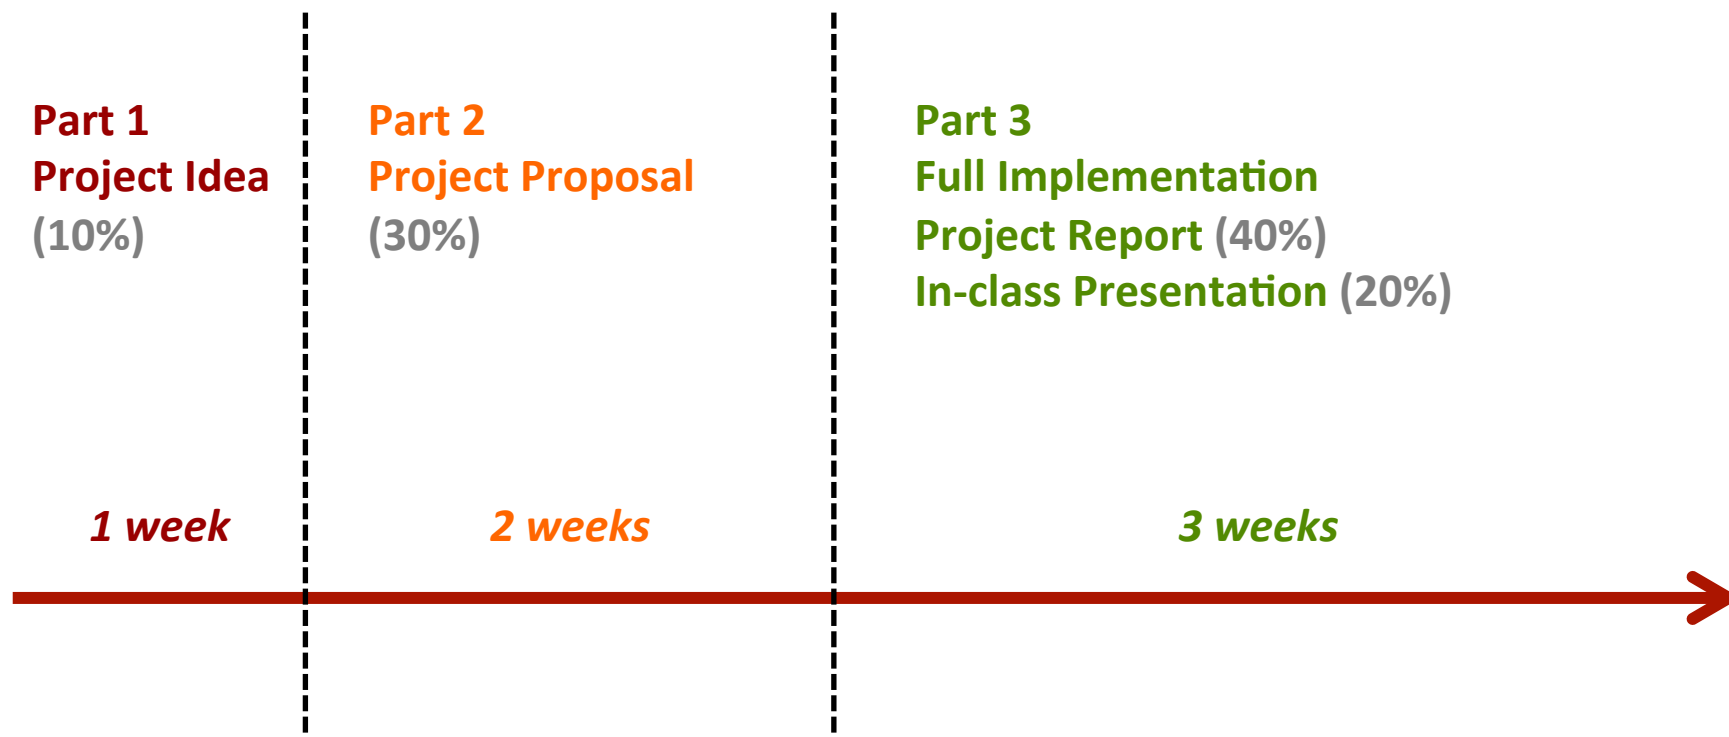 Part 1
Project Idea
(10%)
Part 2
Project Proposal
(30%)
Part 3
Full Implementation
Project Report (40%)
In-class Presentation (20%)
1 week
2 weeks
3 weeks